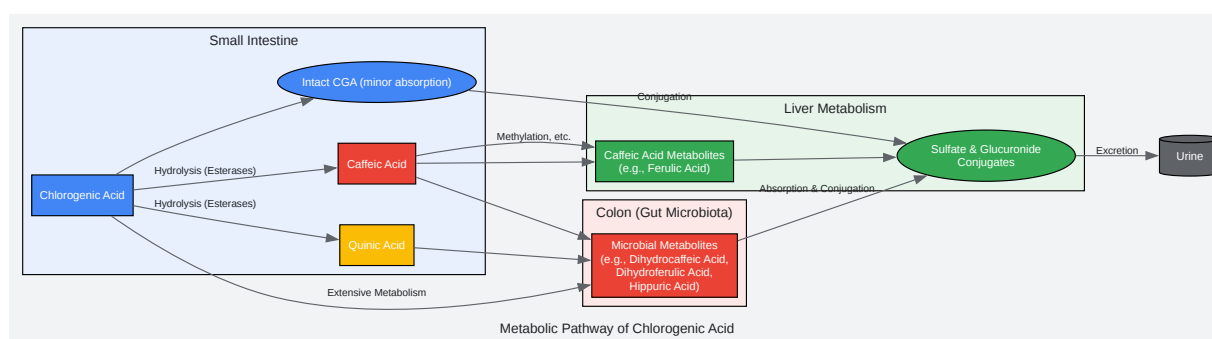 Small Intestine
Intact CGA (minor absorption)
Conjugation
Liver Metabolism
Methylation, etc.
Caffeic Acid
Hydrolysis (Esterases)
Caffeic Acid Metabolites
(e.g., Ferulic Acid)
Sulfate & Glucuronide
Conjugates
Excretion
Urine
Chlorogenic Acid
Absorption & Conjugation
Hydrolysis (Esterases)
Colon (Gut Microbiota)
Quinic Acid
Microbial Metabolites
(e.g., Dihydrocaffeic Acid,
Dihydroferulic Acid,
Hippuric Acid)
Extensive Metabolism
Metabolic Pathway of Chlorogenic Acid